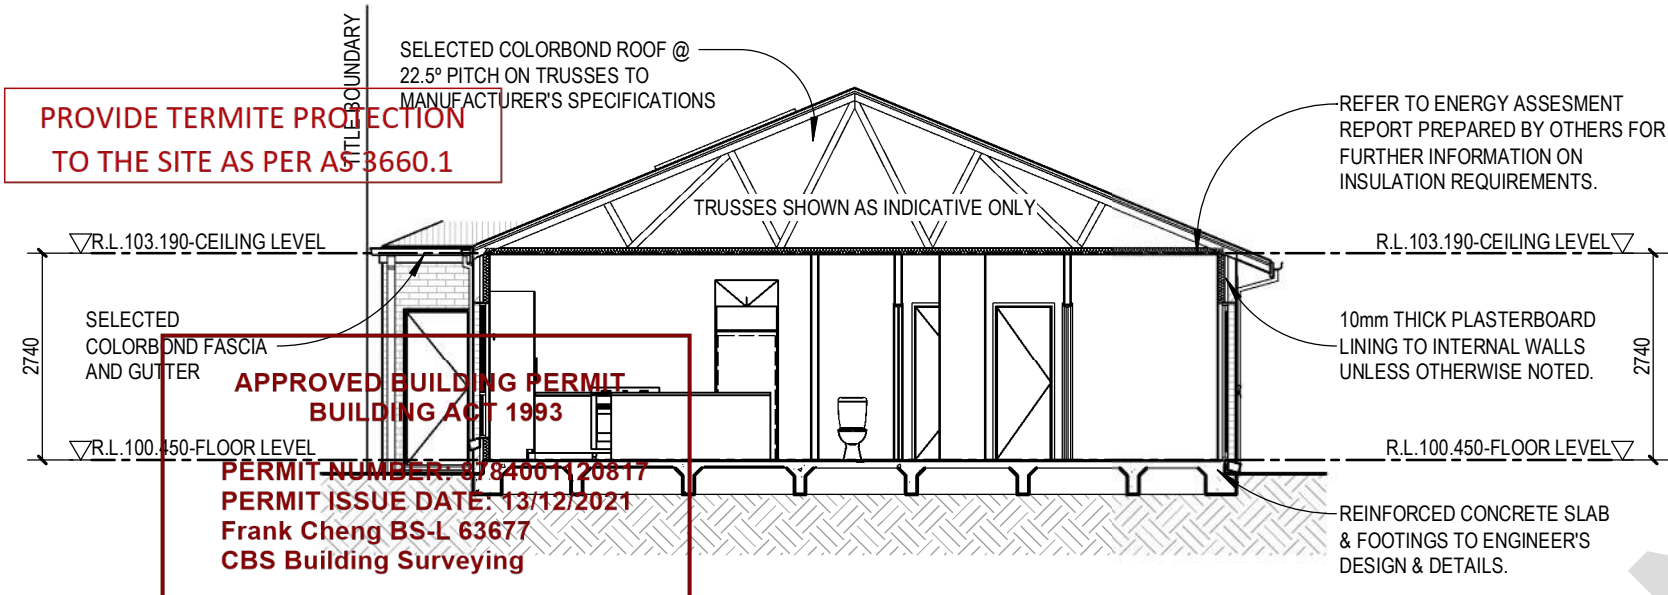 TITLE BOUNDARY
SELECTED COLORBOND ROOF @
22.5º PITCH ON TRUSSES TO
MANUFACTURER'S SPECIFICATIONS
PROVIDE TERMITE PROTECTION
TO THE SITE AS PER AS 3660.1
REFER TO ENERGY ASSESMENT
REPORT PREPARED BY OTHERS FOR
FURTHER INFORMATION ON
INSULATION REQUIREMENTS.
TRUSSES SHOWN AS INDICATIVE ONLY
R.L.103.190-CEILING LEVEL
R.L.103.190-CEILING LEVEL
2740
SELECTED
COLORBOND FASCIA
AND GUTTER
10mm THICK PLASTERBOARD
LINING TO INTERNAL WALLS
UNLESS OTHERWISE NOTED.
2740
APPROVED BUILDING PERMIT
BUILDING ACT 1993
R.L.100.450-FLOOR LEVEL
R.L.100.450-FLOOR LEVEL
PERMIT NUMBER: 8784001120817
PERMIT ISSUE DATE: 13/12/2021
Frank Cheng BS-L 63677
CBS Building Surveying
REINFORCED CONCRETE SLAB
& FOOTINGS TO ENGINEER'S
DESIGN & DETAILS.